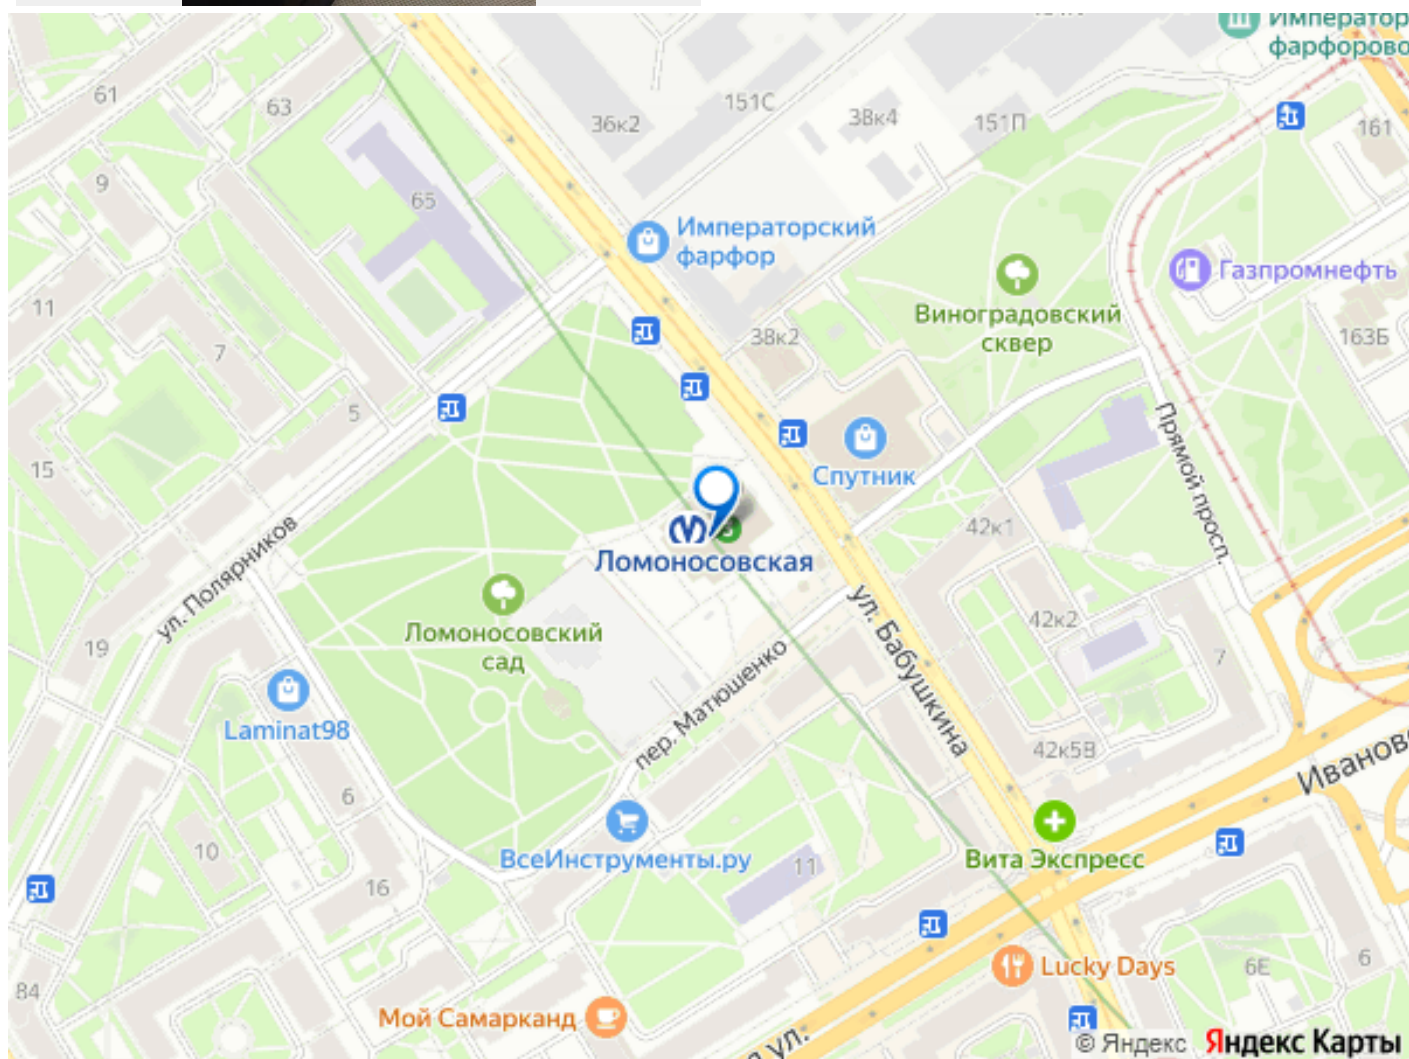 Император
фарфорово
151С
36к2
38к4
151П
161
61
63
9
65
Императорский
фарфор
Газпромнефть
11
Виноградовский
сквер
38к2
163Б
7
5
15
Спутник
Прямой просп.
42к1
Ломоносовская
ул. Полярников
Ломоносовский
сад
ул. Бабушкина
42к2
19
7
пер. Матюшенко
Laminat98
42к5В
Ивановс
6
10
ВсеИнструменты.ру
Вита Экспресс
11
16
Lucky Days
6Е
6
84
Мой Самарканд
я ул.
© Яндекс Яндекс Карты